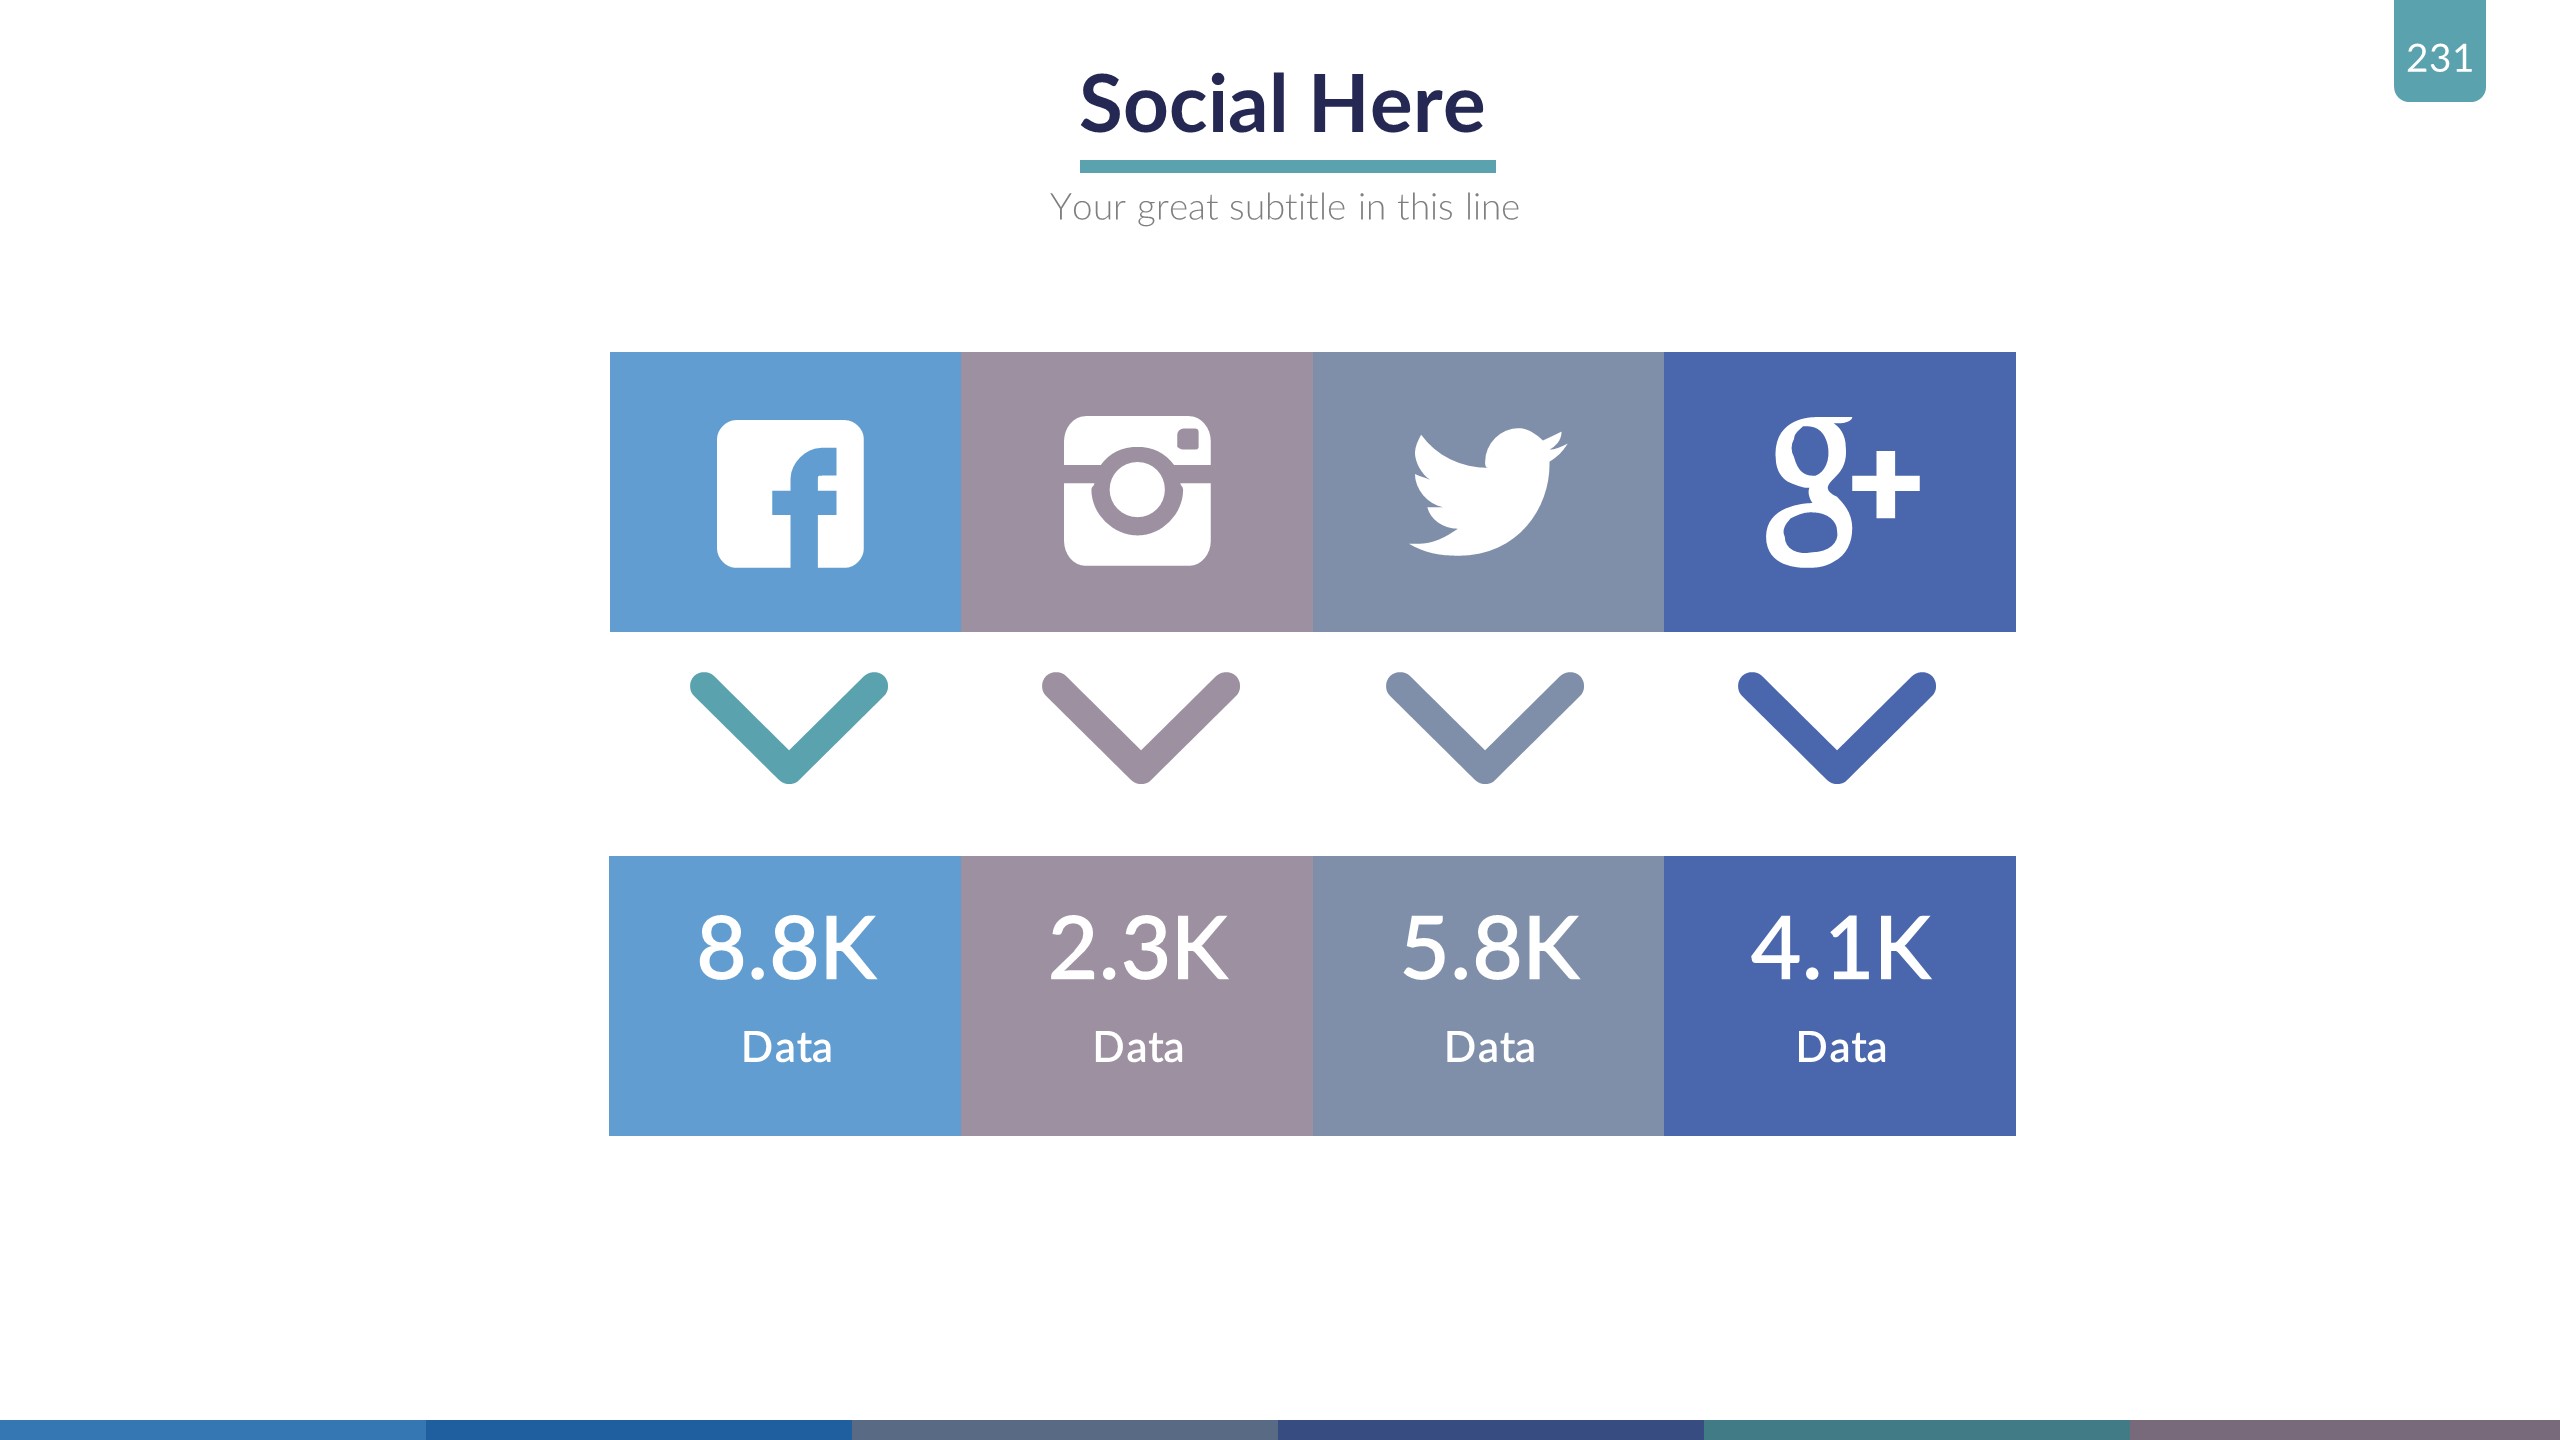 231
Social Here
Your great subtitle in this line
g+
8.8K
2.3K
5.8K
4.1K
Data
Data
Data
Data